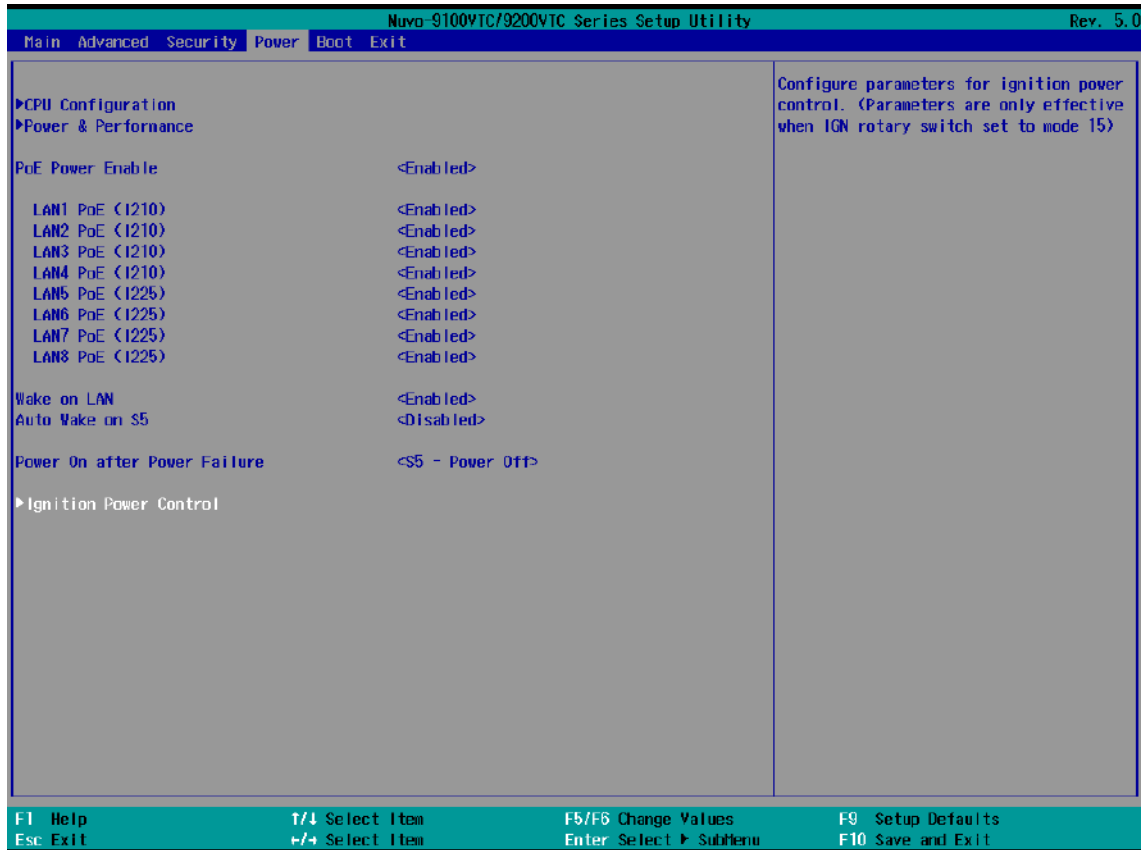 Nuvo-9100VTC/9200VTC Series Setup Utility Rev. 5.0
Main Advanced Security Power Boot Exit
▶CPU Configuration
▶Power & Performance
PoE Power Enable <Enabled>
LAN1 PoE (I210) <Enabled>
LAN2 PoE (I210) <Enabled>
LAN3 PoE (I210) <Enabled>
LAN4 PoE (I210) <Enabled>
LAN5 PoE (I225) <Enabled>
LAN6 PoE (I225) <Enabled>
LAN7 PoE (I225) <Enabled>
LAN8 PoE (I225) <Enabled>
Wake on LAN <Enabled>
Auto Wake on S5 <Disabled>
Power On after Power Failure <S5 - Power Off>
▶Ignition Power Control
Configure parameters for ignition power
control. (Parameters are only effective
when IGN rotary switch set to mode 15)
F1 Help ↑/↓ Select Item F5/F6 Change Values F9 Setup Defaults
Esc Exit ←/→ Select Item Enter Select ▶ SubMenu F10 Save and Exit